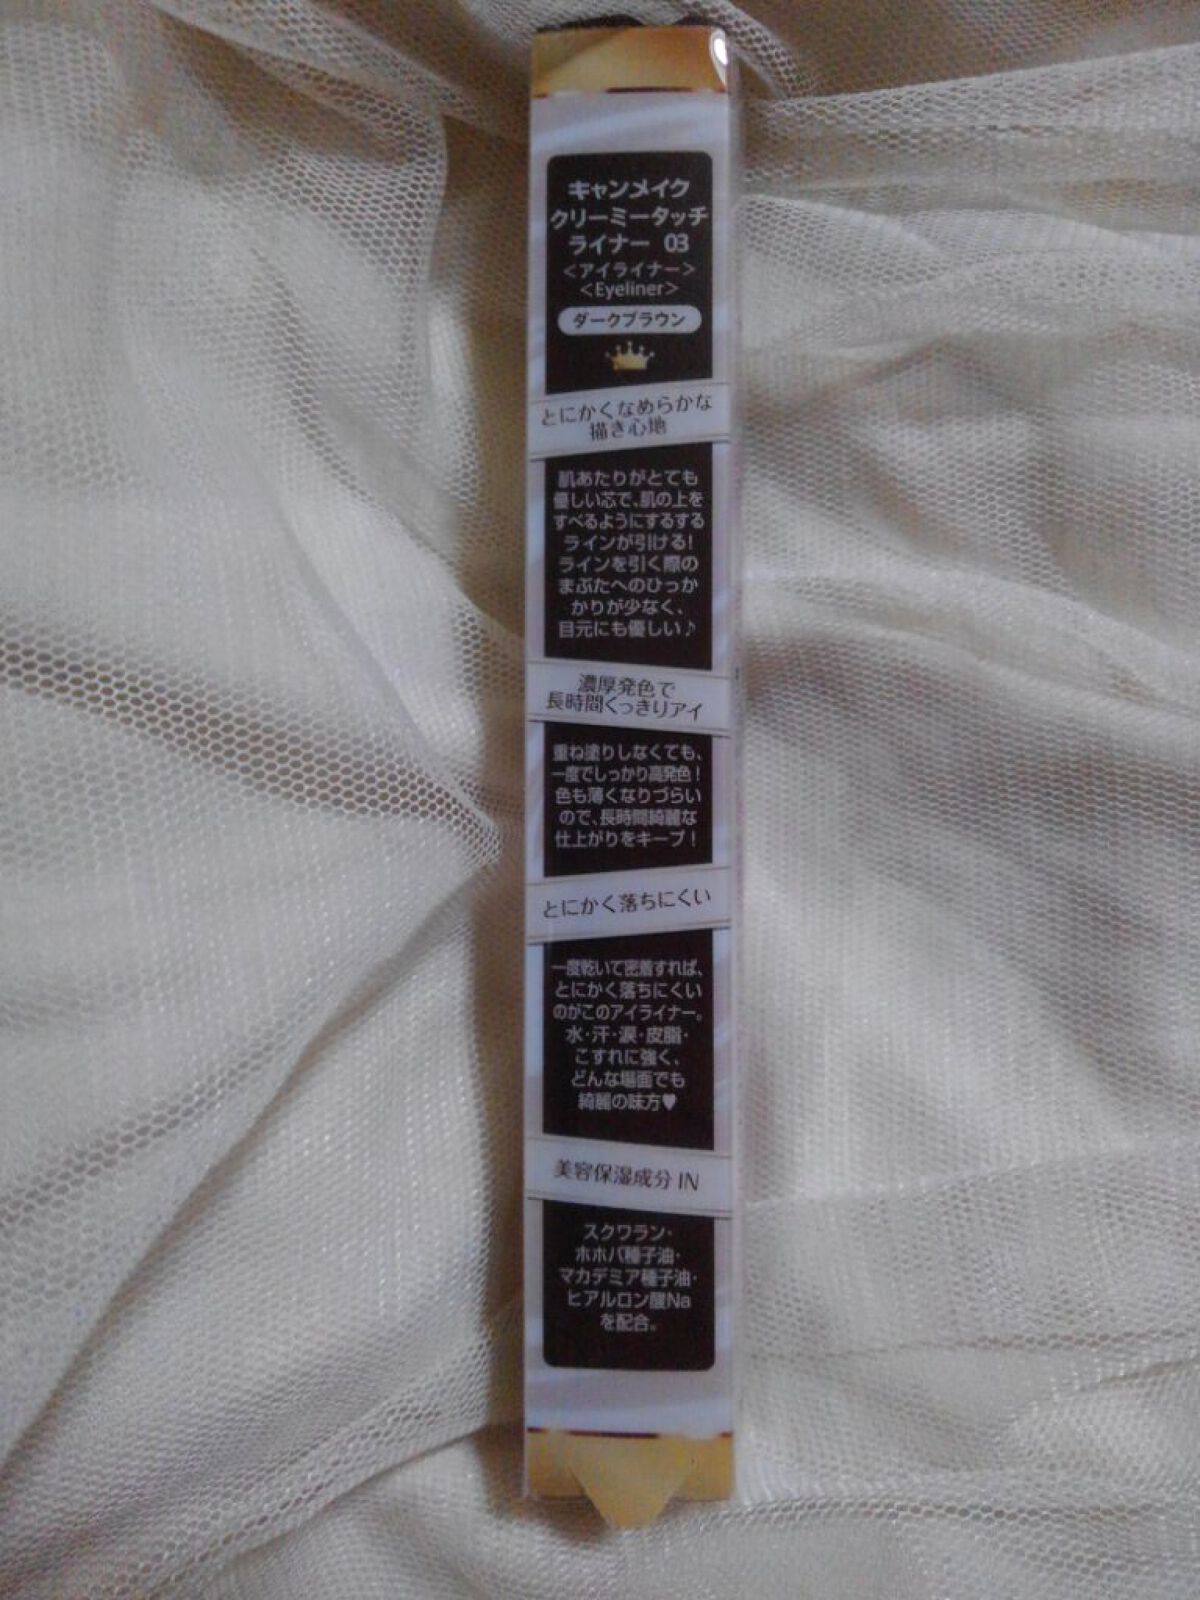 キャンメイク
クリーミータッチ
ライナー 03
＜アイライナー＞
＜Eyeliner＞
ダークブラウン
とにかくなめらかな
描き心地
肌あたりがとても
優しい芯で、肌の上を
すべるようにするする
ラインが引ける!
ラインを引く際の
まぶたへのひっか
かりが少なく、
目元にも優しい♪
濃厚発色で
長時間くっきりアイ
重ね塗りしなくても、
一度でしっかり高発色!
色も薄くなりづらい
ので、長時間綺麗な
仕上がりをキープ!
とにかく落ちにくい
一度乾いて密着すれば、
とにかく落ちにくい
のがこのアイライナー。
水・汗・涙・皮脂・
こすれに強く、
どんな場面でも
綺麗の味方♥
美容保湿成分 IN
スクワラン・
ホホバ種子油・
マカデミア種子油・
ヒアルロン酸Na
を配合。